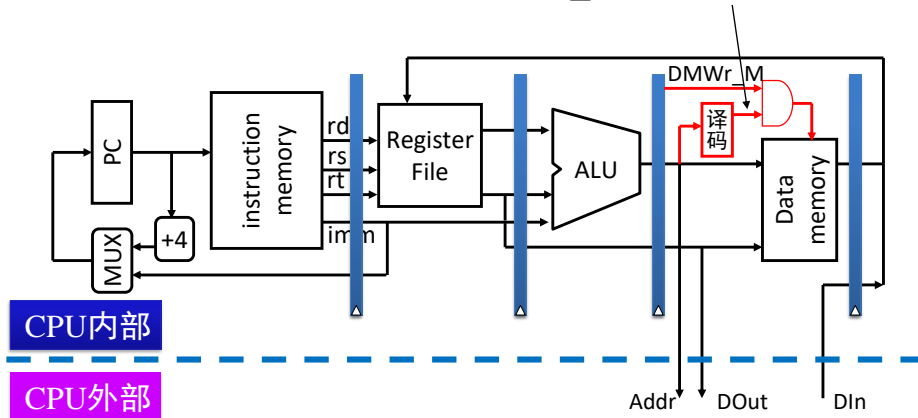 _
DMWr_M
译码
PC
instruction memory
rd
rs
rt
imm
Register
File
ALU
Data
memory
+4
MUX
CPU内部
CPU外部
Addr
DOut
DIn